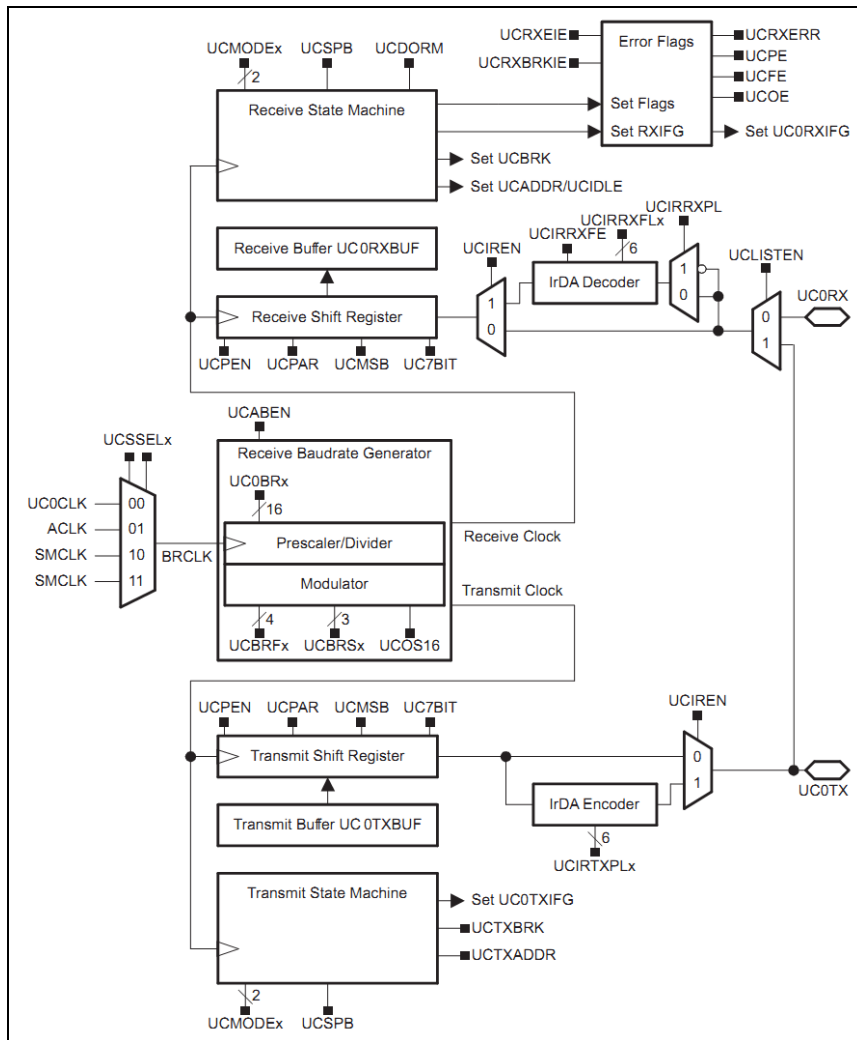 UCRXEIE
Error Flags
UCRXERR
UCMODEx
UCSPB
UCDORM
UCPE
UCRXBRKIE
UCFE
2
UCOE
Receive State Machine
Set Flags
Set RXIFG
Set UC0RXIFG
Set UCBRK
Set UCADDR/UCIDLE
UCIRRXPL
UCIRRXFLx
UCIRRXFE
Receive Buffer UC0RXBUF
UCIREN
6
UCLISTEN
1
IrDA Decoder
1
0
UC0RX
0
Receive Shift Register
0
1
UCPEN
UCPAR
UCMSB
UC7BIT
UCABEN
UCSSELx
Receive Baudrate Generator
UC0BRx
UC0CLK
00
16
ACLK
01
Prescaler/Divider
Receive Clock
SMCLK
10
BRCLK
SMCLK
11
Modulator
Transmit Clock
4
3
UCBRFx
UCBRSx
UCOS16
UCPEN
UCPAR
UCMSB
UC7BIT
UCIREN
Transmit Shift Register
0
1
UC0TX
Transmit Buffer UC0TXBUF
IrDA Encoder
6
UCIRTXPLx
Transmit State Machine
Set UC0TXIFG
UCTXBRK
UCTXADDR
2
UCMODEx
UCSPB